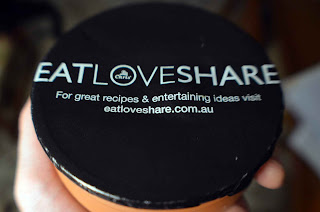 EATLOVESHARE
For great recipes & entertaining ideas visit
eatloveshare.com.au